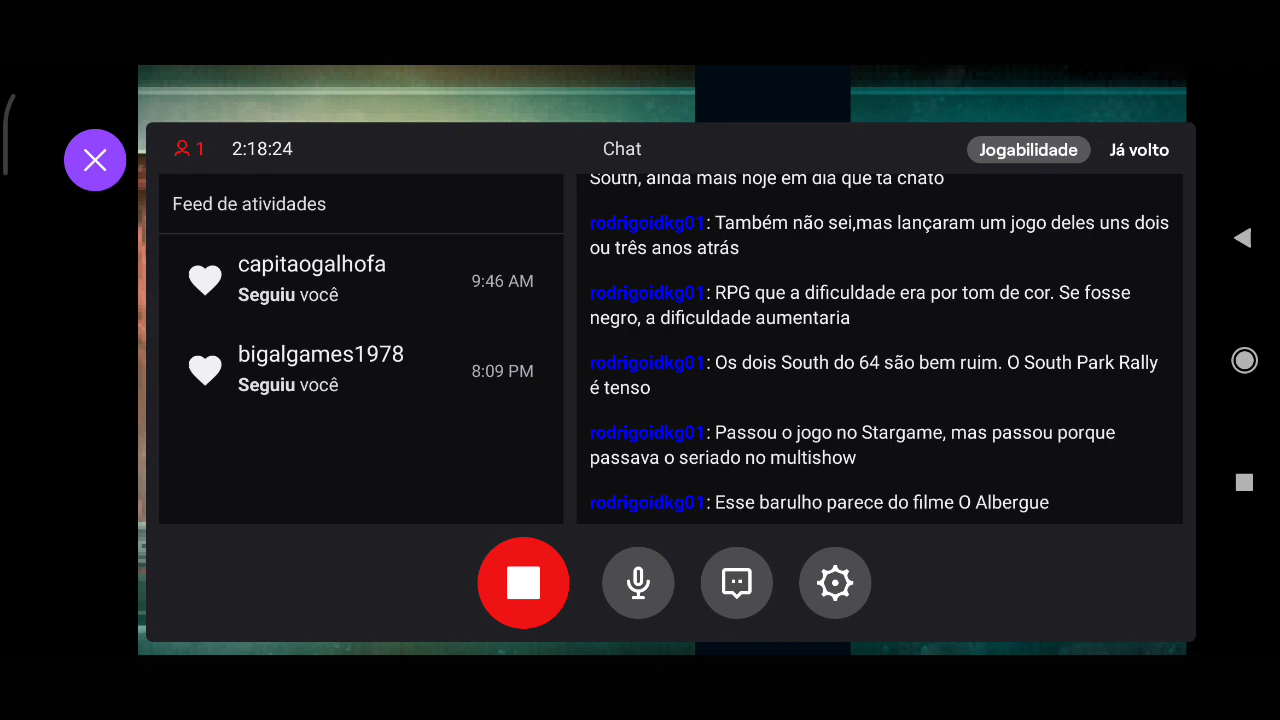 1 2:18:24
Chat
Jogabilidade
Já volto
Feed de atividades
capitaogalhofa
Seguiu você
9:46 AM
bigalgames1978
Seguiu você
8:09 PM
South, ainda mais hoje em dia que tá chato
rodrigoidkg01: Também não sei,mas lançaram um jogo deles uns dois
ou três anos atrás
rodrigoidkg01: RPG que a dificuldade era por tom de cor. Se fosse
negro, a dificuldade aumentaria
rodrigoidkg01: Os dois South do 64 são bem ruim. O South Park Rally
é tenso
rodrigoidkg01: Passou o jogo no Stargame, mas passou porque
passava o seriado no multishow
rodrigoidkg01: Esse barulho parece do filme O Albergue